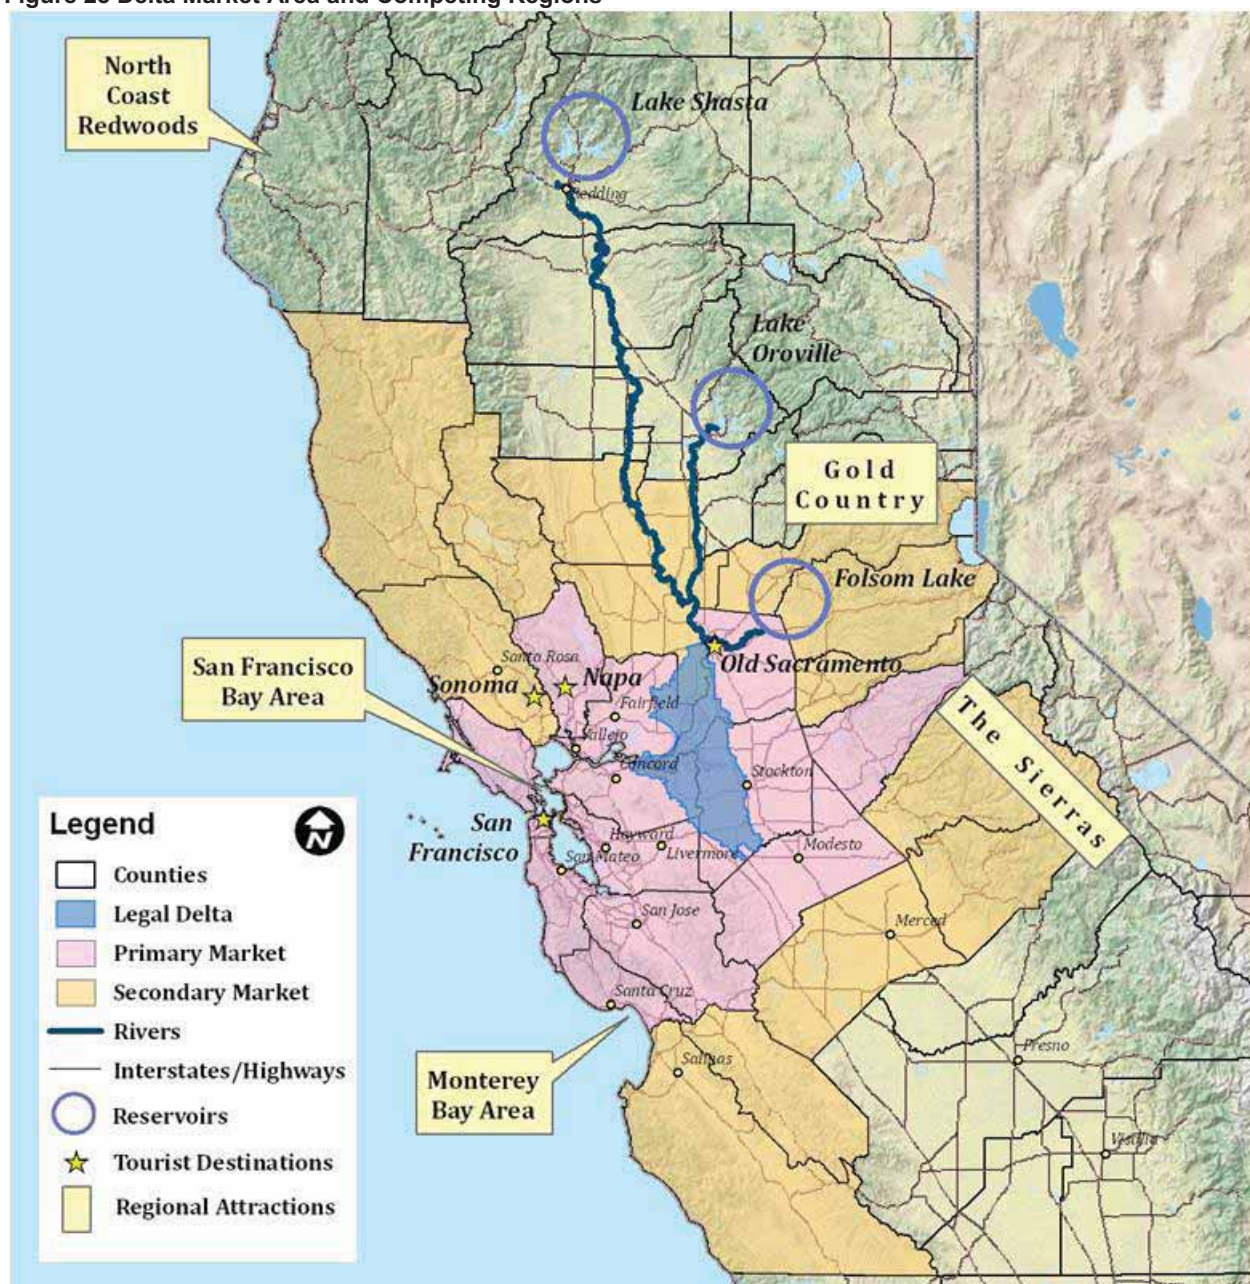 Figure 28 Delta Market Area and Competing Regions
North
Coast
Redwoods
Lake Shasta
Redding
Lake
Oroville
Gold
Country
Folsom Lake
Old Sacramento
San Francisco
Bay Area
Santa Rosa
Sonoma
Napa
Fairfield
Vallejo
Concord
Stockton
The Sierras
San
Francisco
Hayward
San Mateo
Livermore
Modesto
San Jose
Merced
Santa Cruz
Monterey
Bay Area
Salinas
Fresno
Visalia
Legend
N
Counties
Legal Delta
Primary Market
Secondary Market
Rivers
Interstates/Highways
Reservoirs
Tourist Destinations
Regional Attractions